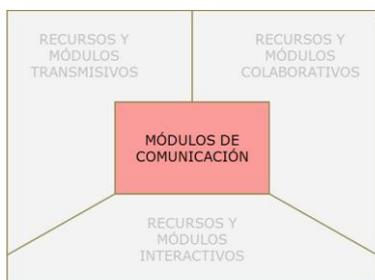 RECURSOS Y
MÓDULOS
TRANSMISIVOS
RECURSOS Y
MÓDULOS
COLABORATIVOS
MÓDULOS DE
COMUNICACIÓN
RECURSOS Y
MÓDULOS
INTERACTIVOS